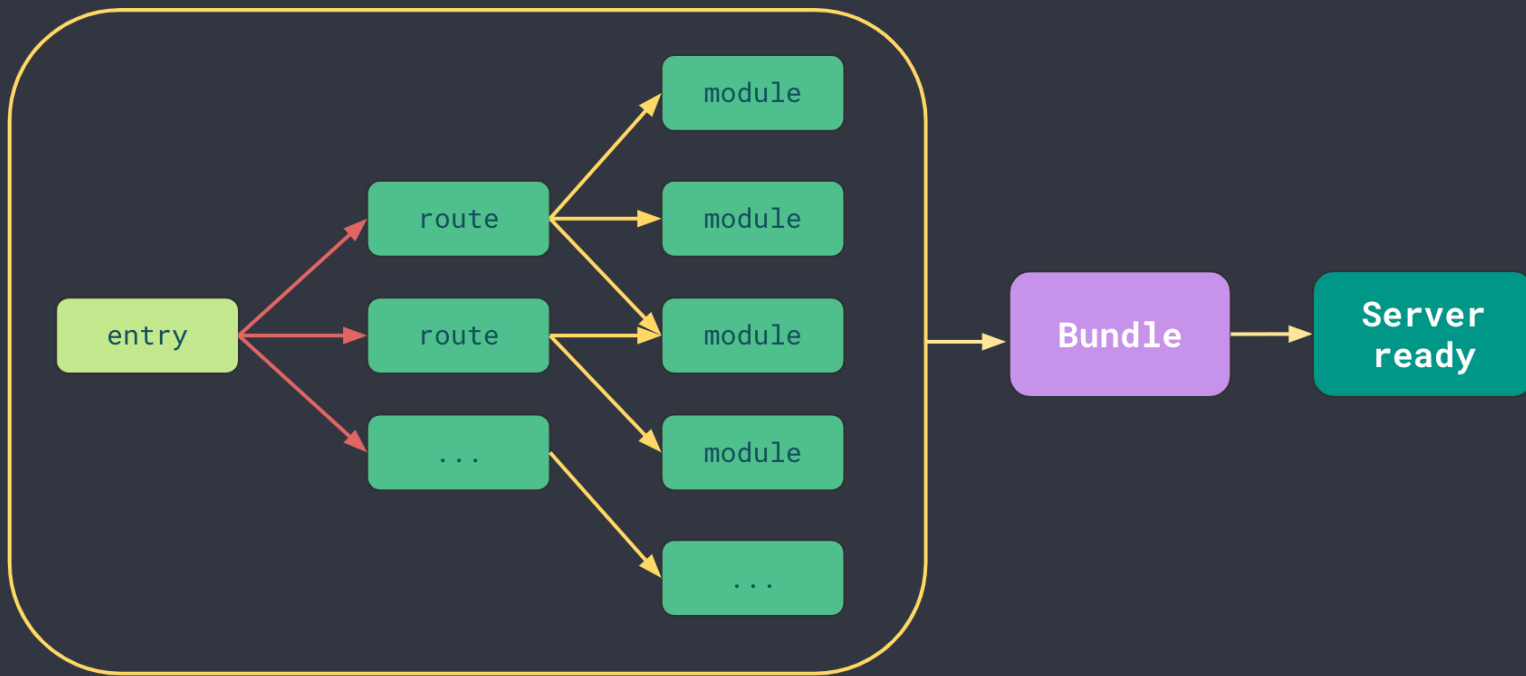 module
route
module
entry
route
module
...
module
...
Bundle
Server
ready